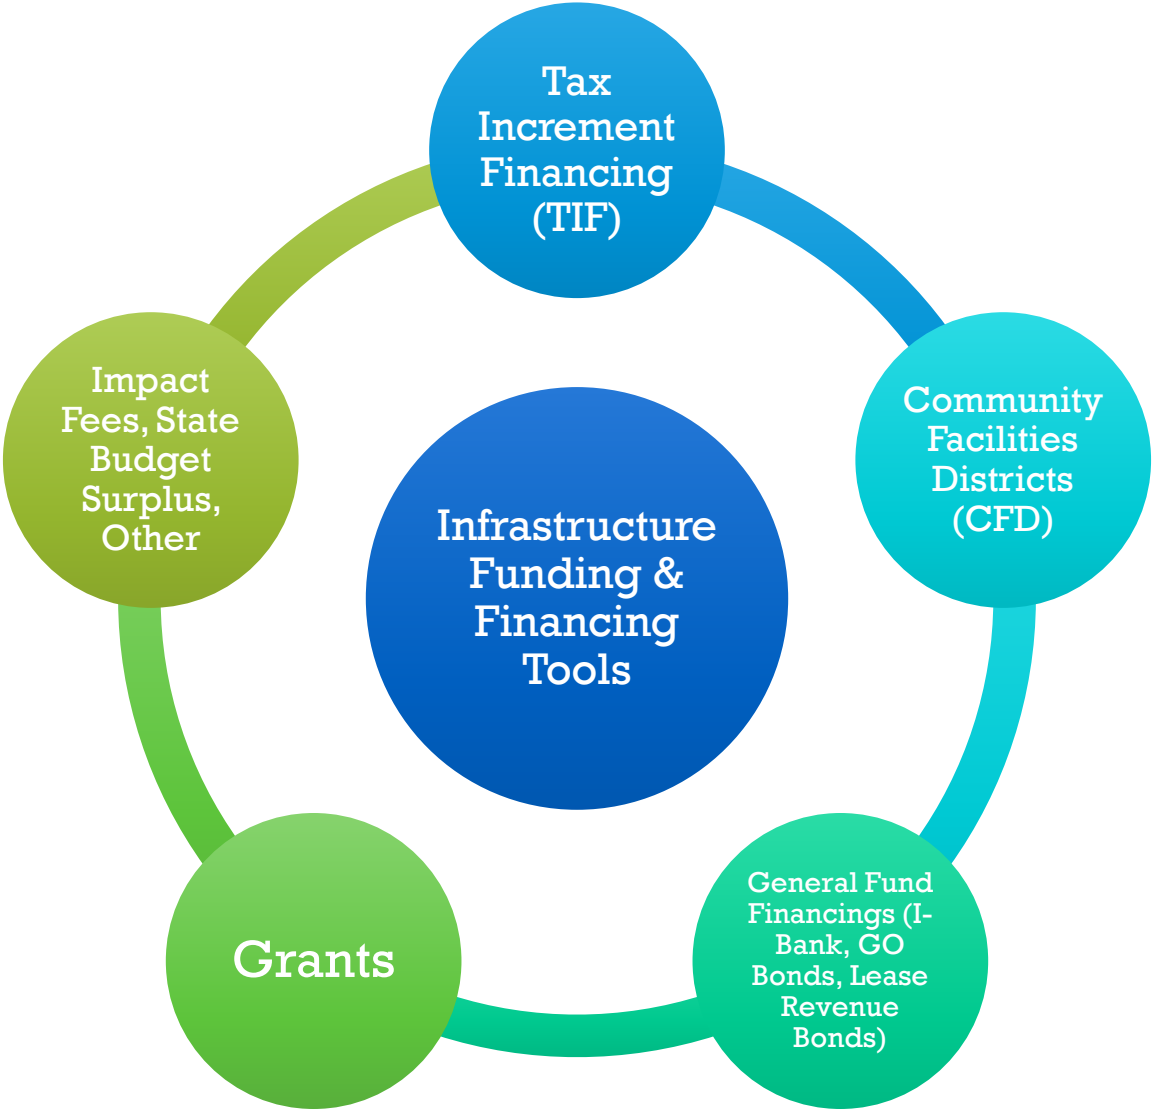 Tax
Increment
Financing
(TIF)
Impact
Fees, State
Budget
Surplus,
Other
Community
Facilities
Districts
(CFD)
Infrastructure
Funding &
Financing
Tools
Grants
General Fund
Financings (I-
Bank, GO
Bonds, Lease
Revenue
Bonds)